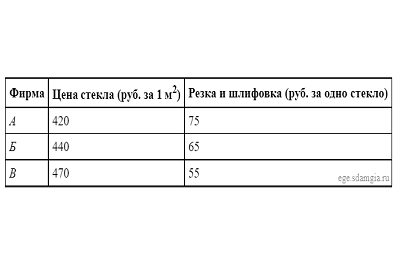 Фирма Цена стекла (руб. за 1 м²) Резка и шлифовка (руб. за одно стекло)
А 420 75
Б 440 65
В 470 55
ege.sdamgia.ru